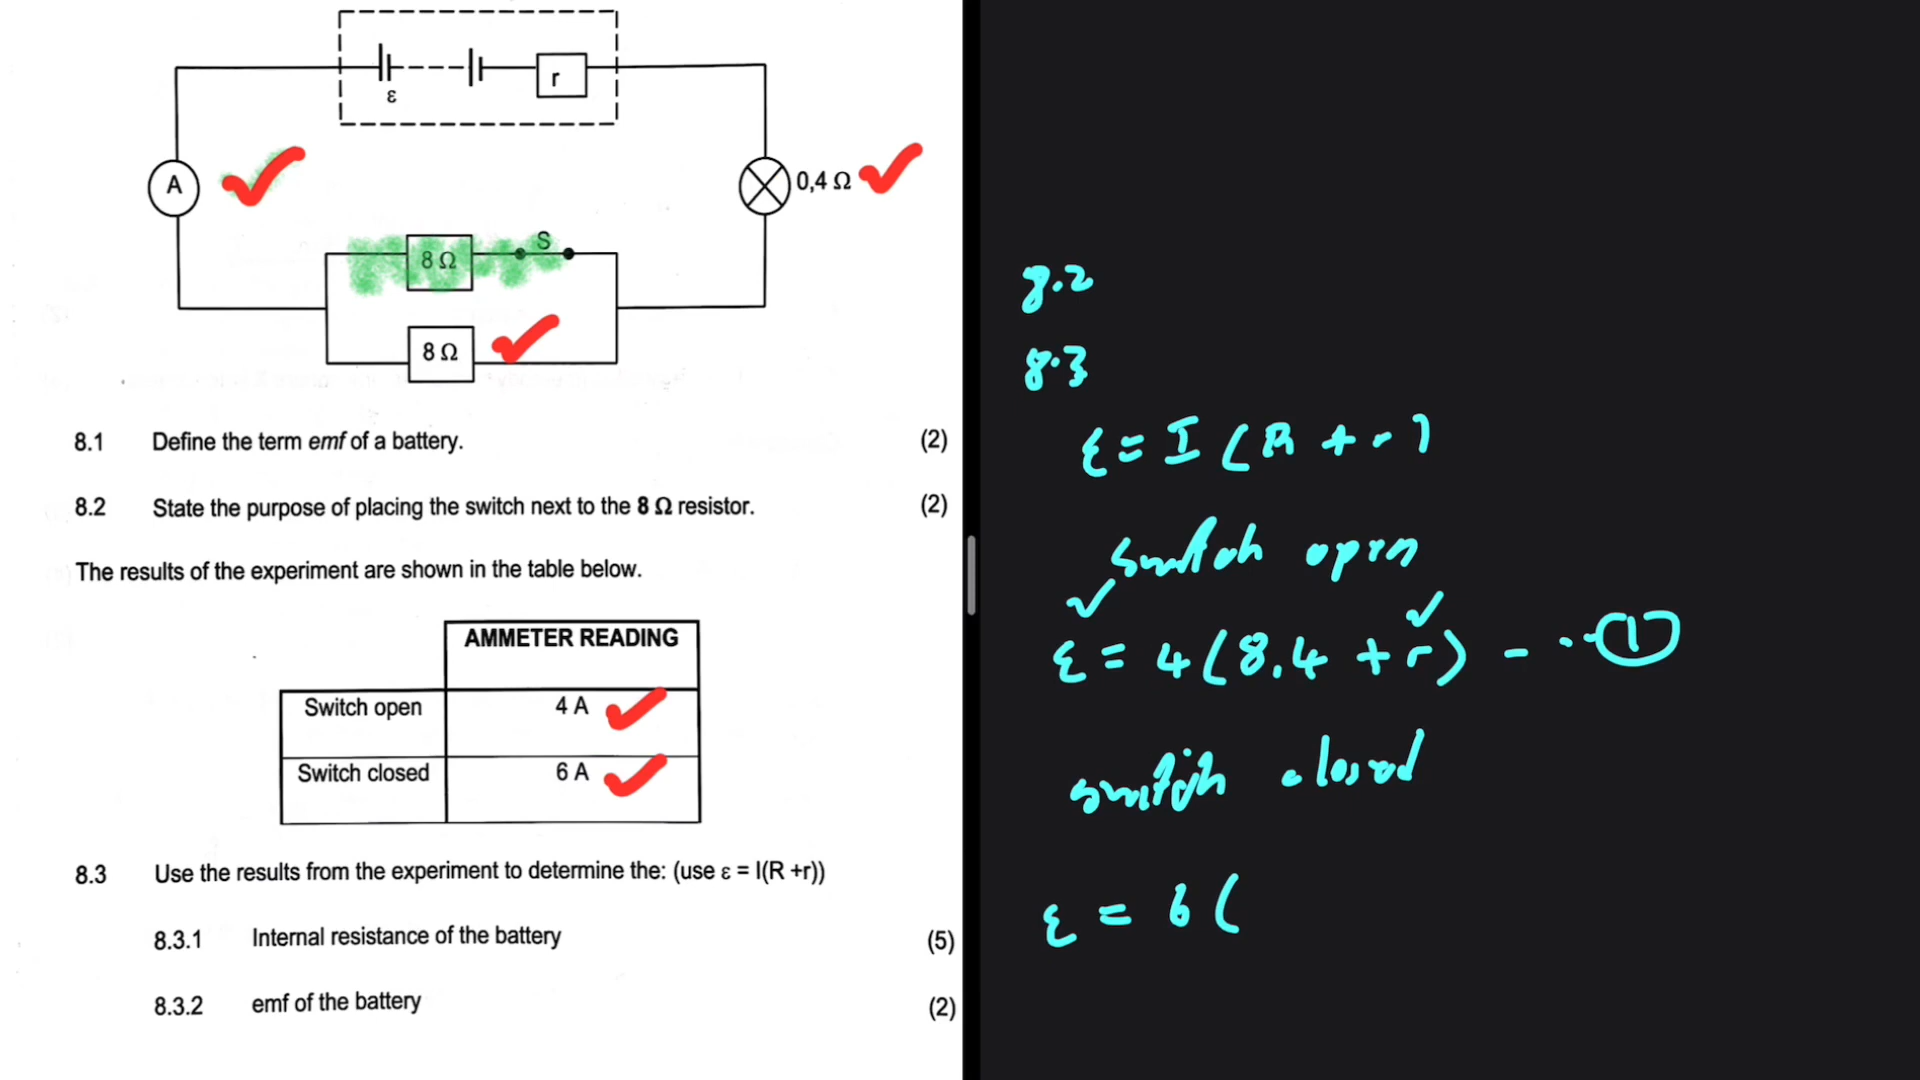 ε
r
A
0,4 Ω
S
8 Ω
8 Ω
8.1 Define the term emf of a battery. (2)
8.2 State the purpose of placing the switch next to the 8 Ω resistor. (2)
The results of the experiment are shown in the table below.
AMMETER READING
Switch open 4 A
Switch closed 6 A
8.3 Use the results from the experiment to determine the: (use ε = I(R +r))
8.3.1 Internal resistance of the battery (5)
8.3.2 emf of the battery (2)
8.2
8.3
ε = I (R + r)
switch open
ε = 4(8.4 + r) - - - ①
switch closed
ε = 6 (